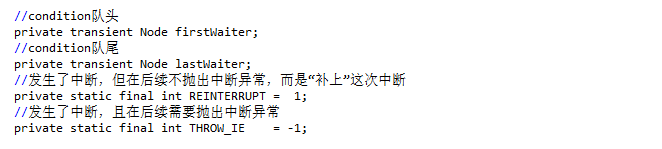 //condition队头
private transient Node firstWaiter;
//condition队尾
private transient Node lastWaiter;
//发生了中断，但在后续不抛出中断异常，而是“补上”这次中断
private static final int REINTERRUPT =  1;
//发生了中断，且在后续需要抛出中断异常
private static final int THROW_IE    = -1;